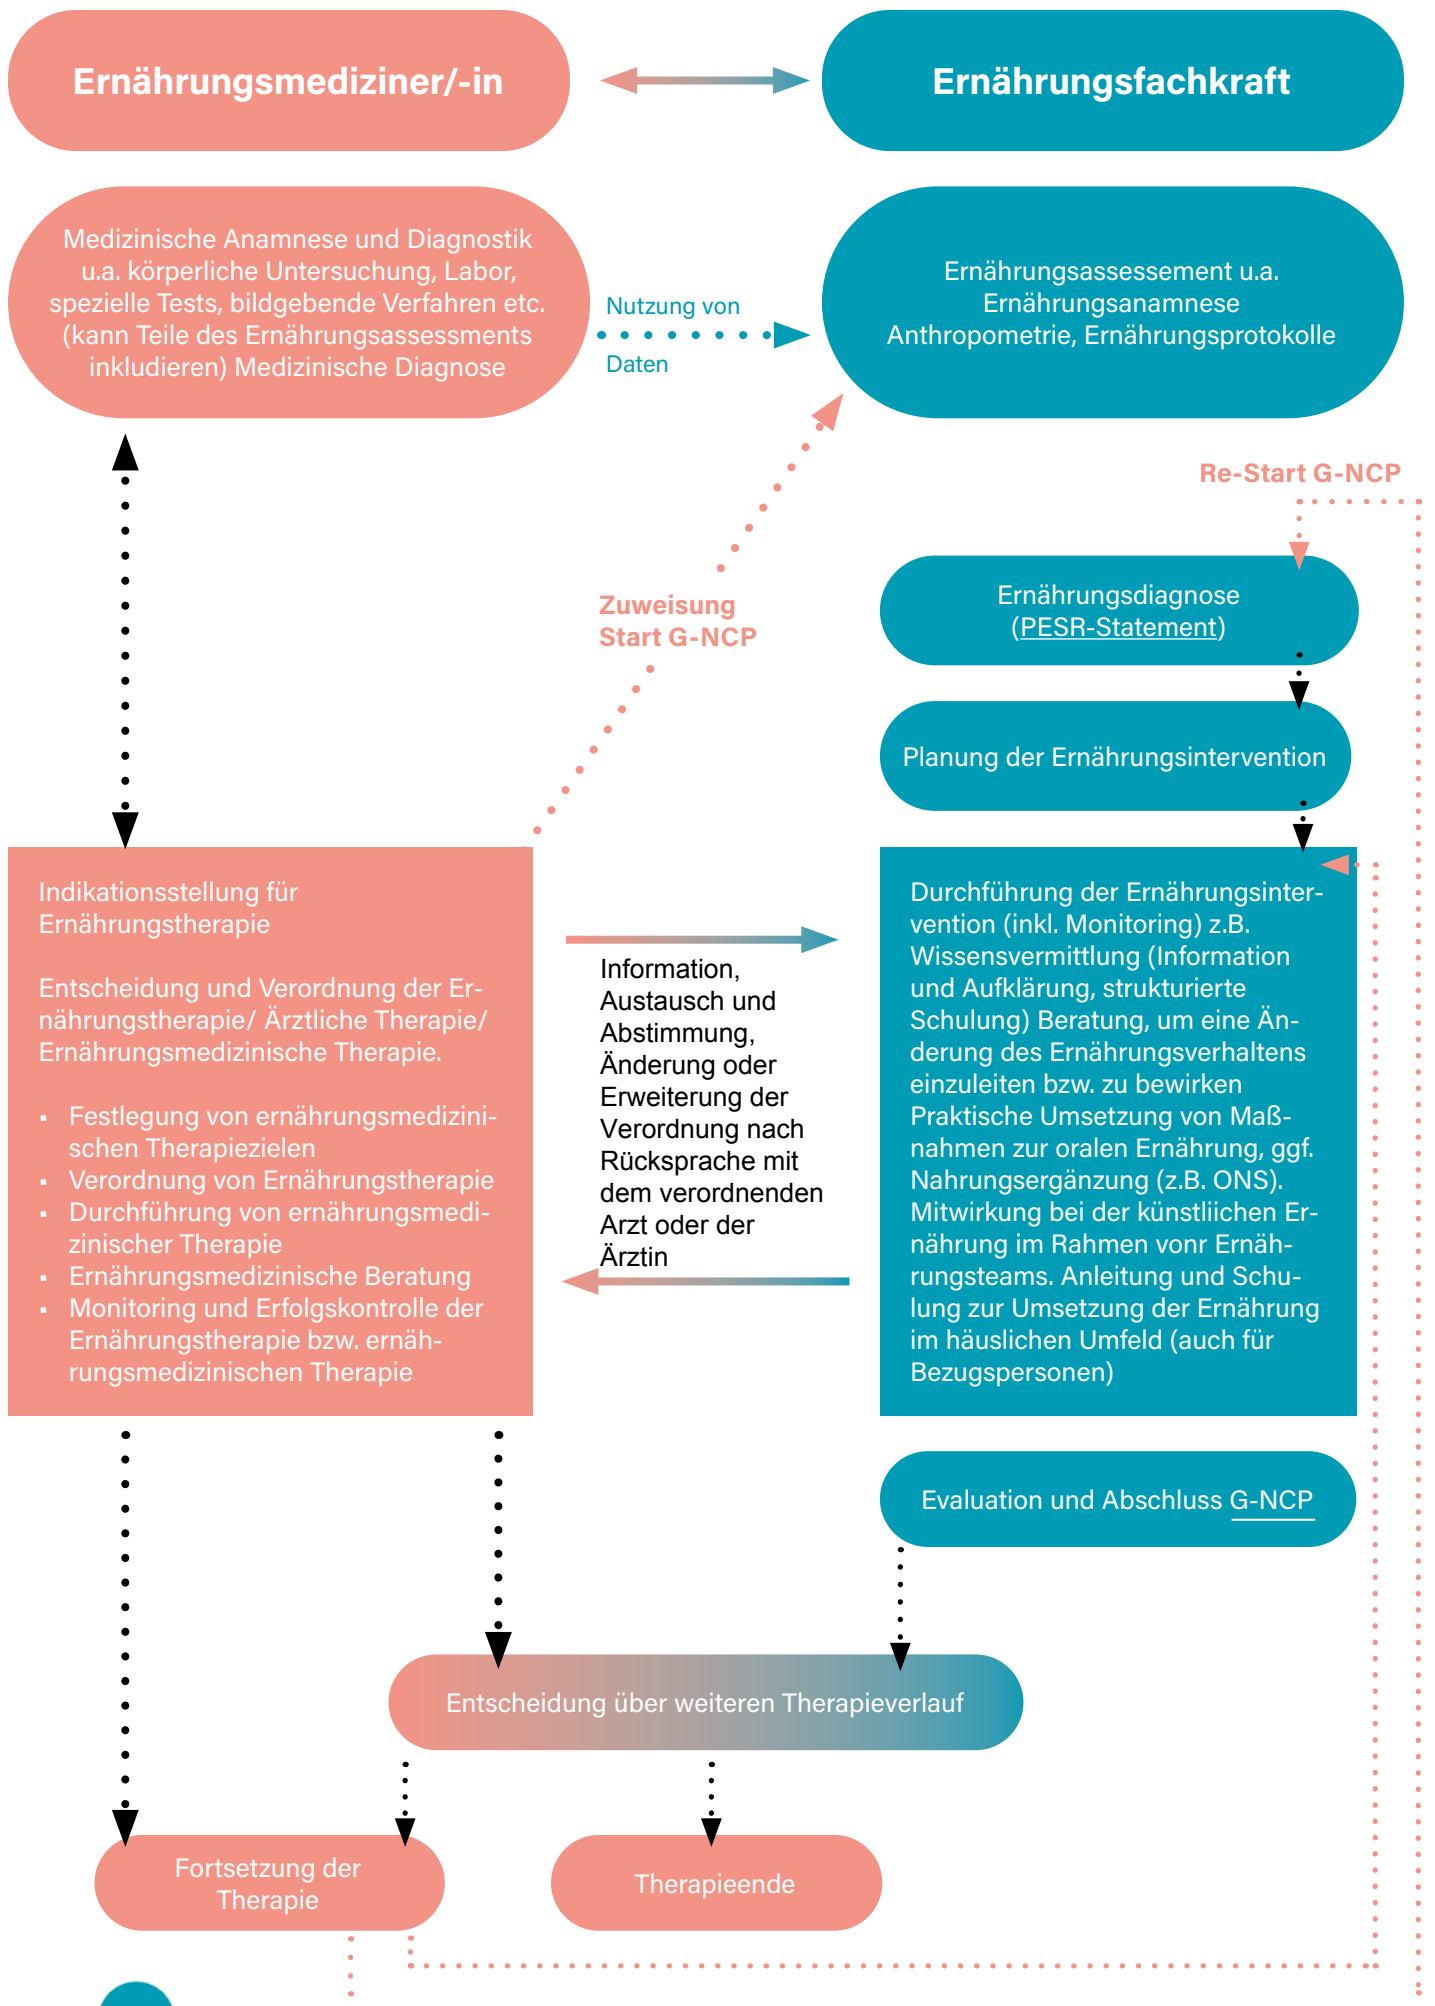 Ernährungsmediziner/-in
Ernährungsfachkraft
Medizinische Anamnese und Diagnostik
u.a. körperliche Untersuchung, Labor,
spezielle Tests, bildgebende Verfahren etc.
(kann Teile des Ernährungsassessments
inkludieren) Medizinische Diagnose
Nutzung von
Daten
Ernährungsassessement u.a.
Ernährungsanamnese
Anthropometrie, Ernährungsprotokolle
Re-Start G-NCP
Zuweisung
Start G-NCP
Ernährungsdiagnose
(PESR-Statement)
Planung der Ernährungsintervention
Indikationsstellung für
Ernährungstherapie
Entscheidung und Verordnung der Er-
nährungstherapie/ Ärztliche Therapie/
Ernährungsmedizinische Therapie.
▪ Festlegung von ernährungsmedizini-
schen Therapiezielen
▪ Verordnung von Ernährungstherapie
▪ Durchführung von ernährungsmedi-
zinischer Therapie
▪ Ernährungsmedizinische Beratung
▪ Monitoring und Erfolgskontrolle der
Ernährungstherapie bzw. ernäh-
rungsmedizinischen Therapie
Information,
Austausch und
Abstimmung,
Änderung oder
Erweiterung der
Verordnung nach
Rücksprache mit
dem verordnenden
Arzt oder der
Ärztin
Durchführung der Ernährungsinter-
vention (inkl. Monitoring) z.B.
Wissensvermittlung (Information
und Aufklärung, strukturierte
Schulung) Beratung, um eine Än-
derung des Ernährungsverhaltens
einzuleiten bzw. zu bewirken
Praktische Umsetzung von Maß-
nahmen zur oralen Ernährung, ggf.
Nahrungsergänzung (z.B. ONS).
Mitwirkung bei der künstliichen Er-
nährung im Rahmen vonr Ernäh-
rungsteams. Anleitung und Schu-
lung zur Umsetzung der Ernährung
im häuslichen Umfeld (auch für
Bezugspersonen)
Evaluation und Abschluss G-NCP
Entscheidung über weiteren Therapieverlauf
Fortsetzung der
Therapie
Therapieende